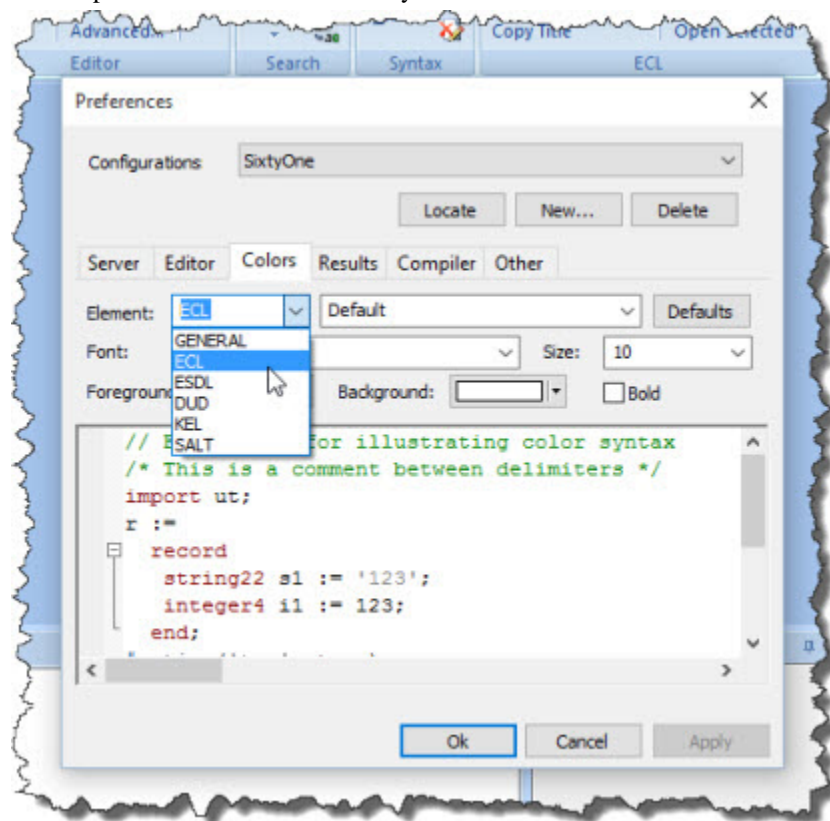 Advanced...
Copy Title Open Selected
Editor Search Syntax ECL
Preferences
Configurations SixtyOne
Locate New... Delete
Server Editor Colors Results Compiler Other
Element: ECL Default Defaults
Font: Size: 10
Foreground Background: Bold
GENERAL
ECL
ESDL
DUD
KEL
SALT
// for illustrating color syntax
/* This is a comment between delimiters */
import ut;
r :=
record
string22 s1 := '123';
integer4 i1 := 123;
end;
Ok Cancel Apply